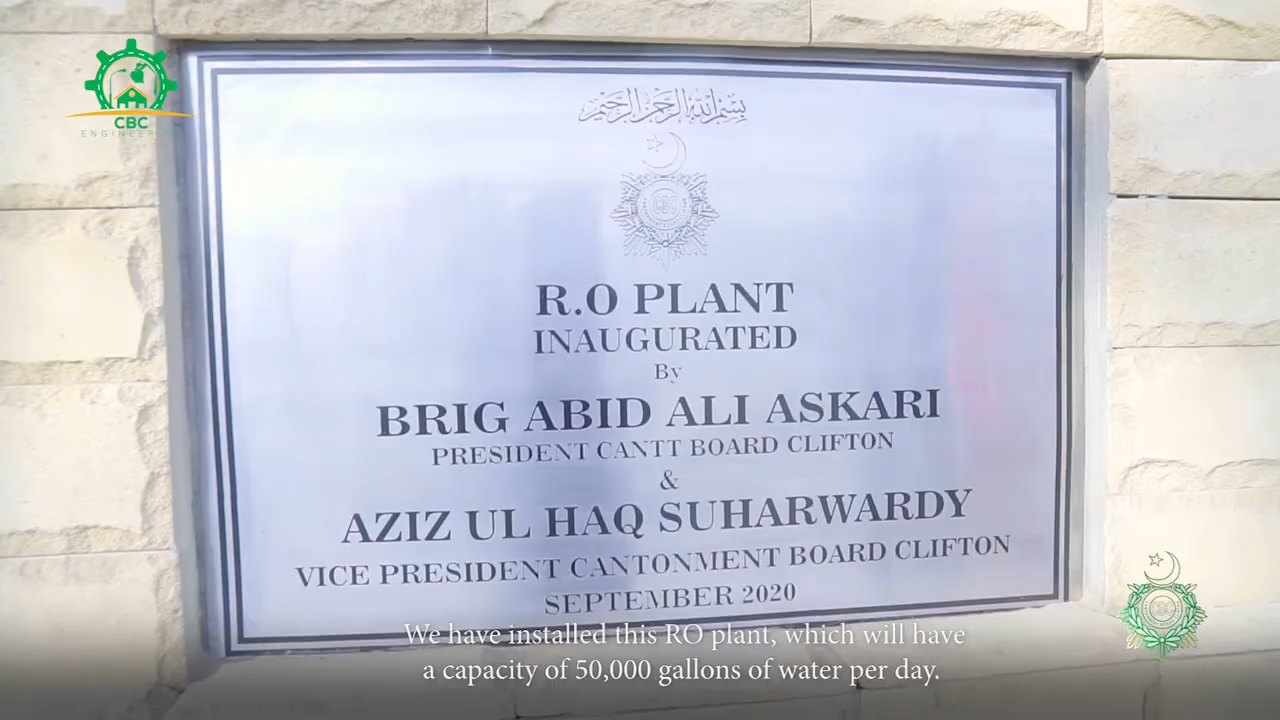 CBC
ENGINEER
بسم الله الرحمن الرحيم
CBC
R.O PLANT
INAUGURATED
By
BRIG ABID ALI ASKARI
PRESIDENT CANTT BOARD CLIFTON
&
AZIZ UL HAQ SUHARWARDY
VICE PRESIDENT CANTONMENT BOARD CLIFTON
SEPTEMBER 2020
We have installed this RO plant, which will have
a capacity of 50,000 gallons of water per day.